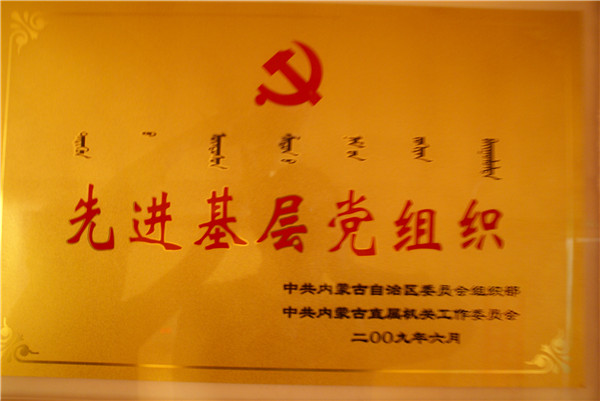 先进基层党组织
中共内蒙古自治区委员会组织部
中共内蒙古直属机关工作委员会
二〇〇九年六月